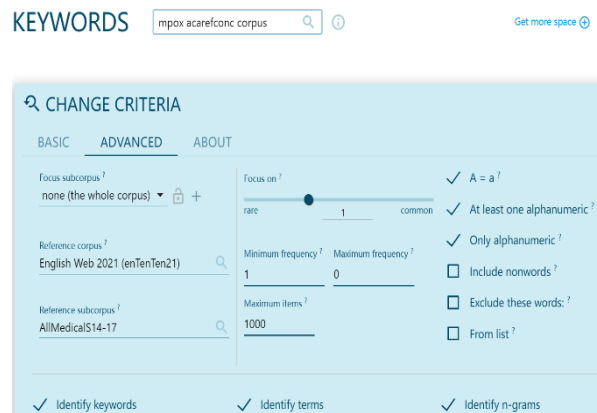 KEYWORDS mpox acarefconc corpus Get more space
CHANGE CRITERIA
BASIC ADVANCED ABOUT
Focus subcorpus ?
none (the whole corpus)
Reference corpus ?
English Web 2021 (enTenTen21)
Reference subcorpus ?
AllMedicalS14-17
Focus on ?
rare 1 common
Minimum frequency ? Maximum frequency ?
1 0
Maximum items ?
1000
A = a ?
At least one alphanumeric ?
Only alphanumeric ?
Include nonwords ?
Exclude these words: ?
From list ?
Identify keywords Identify terms Identify n-grams